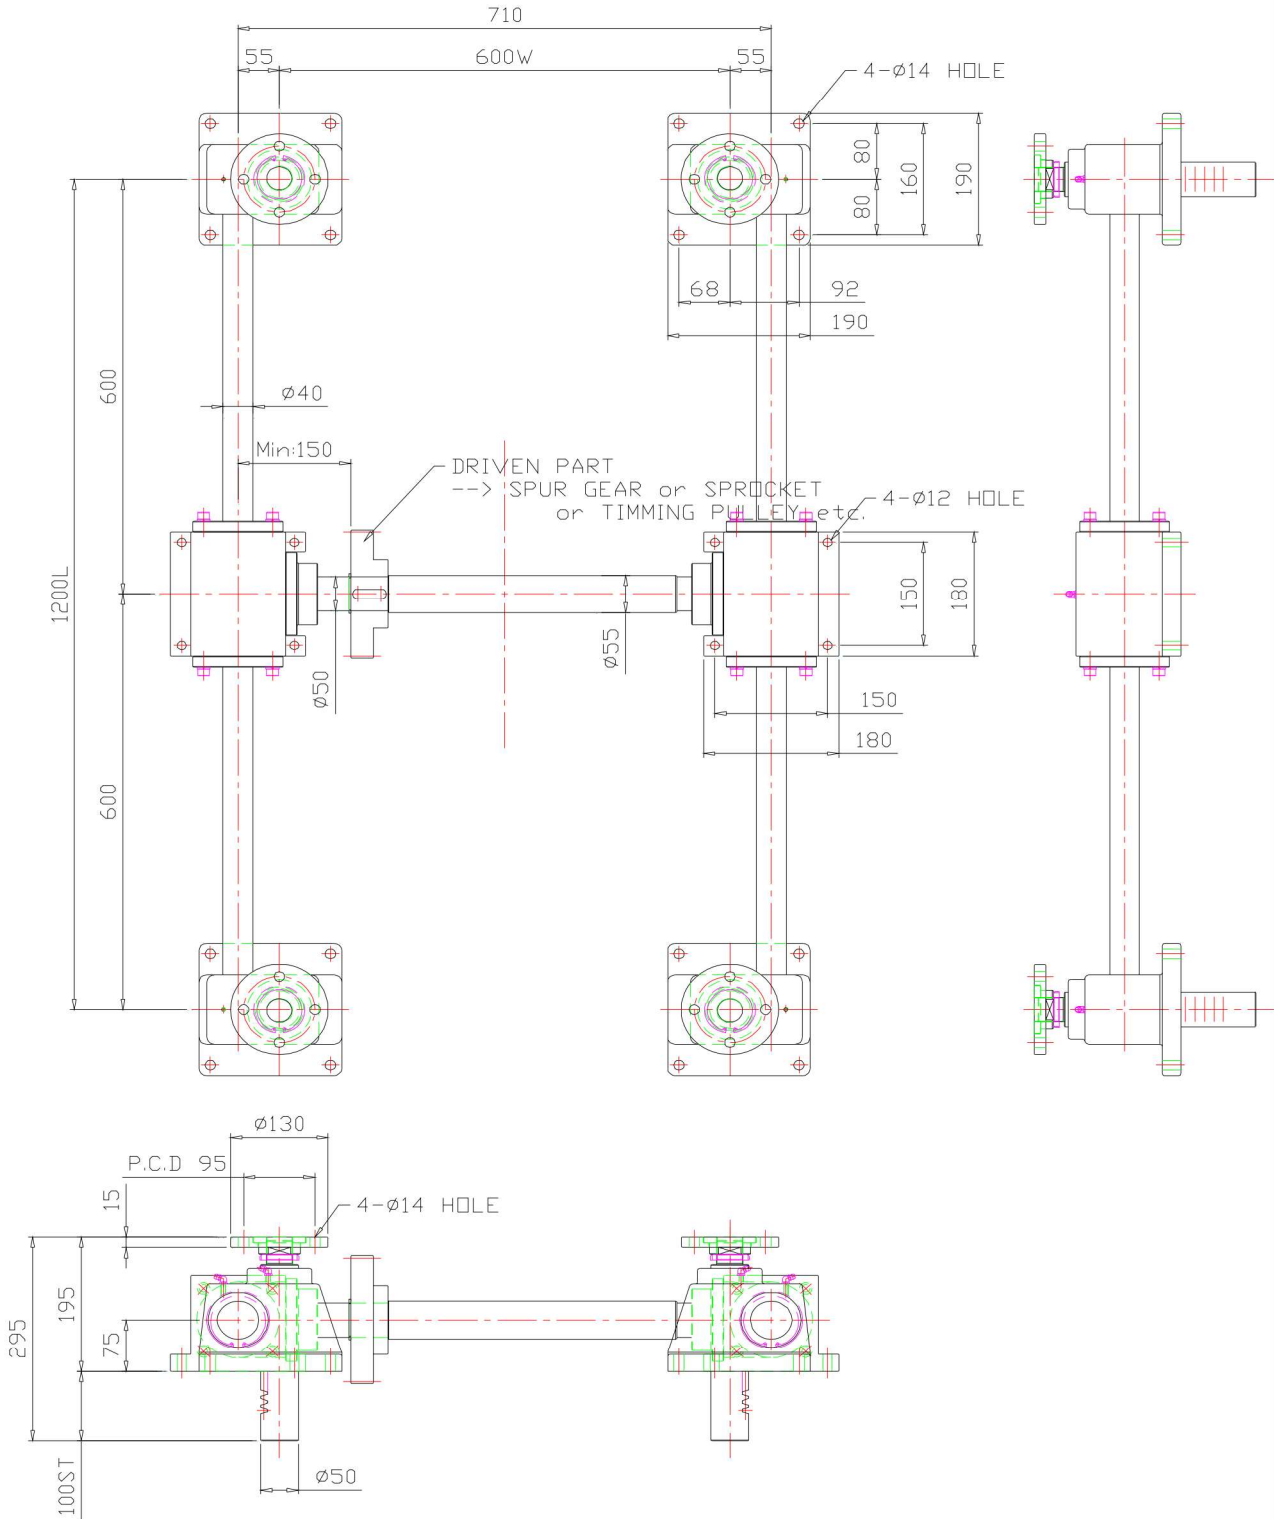 710
55
600W
55
4-ø14 HOLE
80
160
190
80
68
92
190
600
ø40
Min:150
DRIVEN PART
--> SPUR GEAR or SPROCKET
or TIMMING PULLEY etc.
4-ø12 HOLE
1200L
150
180
ø50
ø55
150
180
600
ø130
P.C.D 95
15
4-ø14 HOLE
295
195
75
100ST
ø50